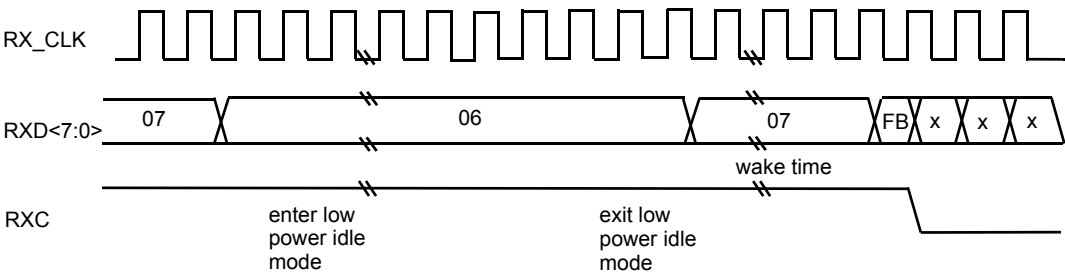 RX_CLK
RXD<7:0>
07
06
07
FB
x
x
x
wake time
RXC
enter low
power idle
mode
exit low
power idle
mode